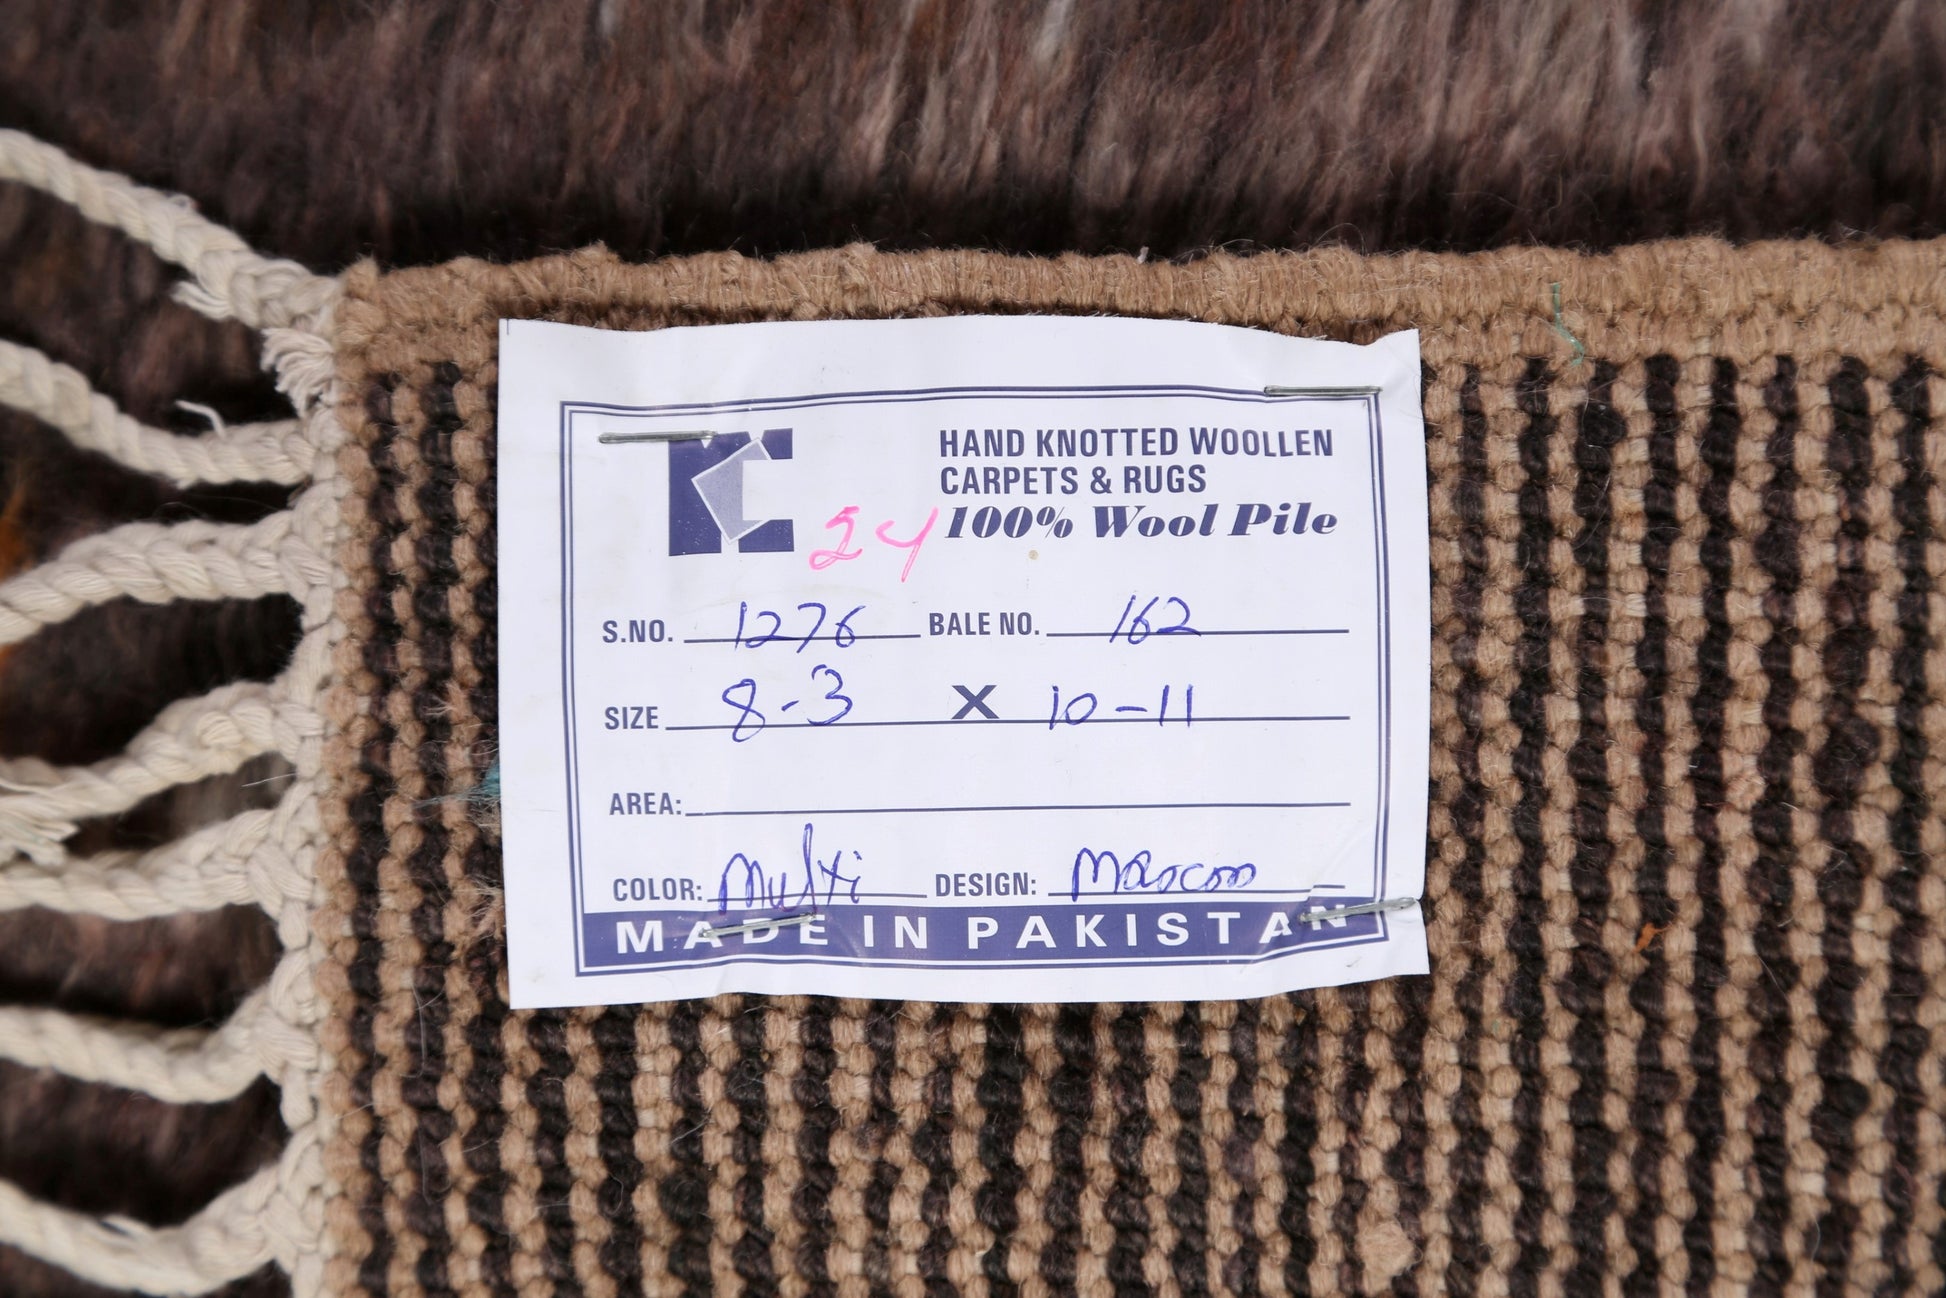 HAND KNOTTED WOOLLEN
CARPETS & RUGS
24 100% Wool Pile
S.NO. 1276 BALE NO. 162
SIZE 8-3 X 10-11
AREA:
COLOR: Multi DESIGN: Morocoo
MADE IN PAKISTAN